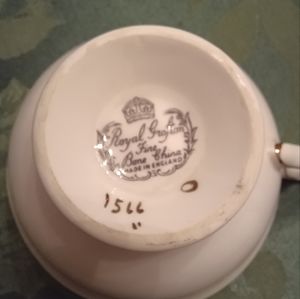 Royal Grafton
Fine
Bone China
MADE IN ENGLAND
1566
"